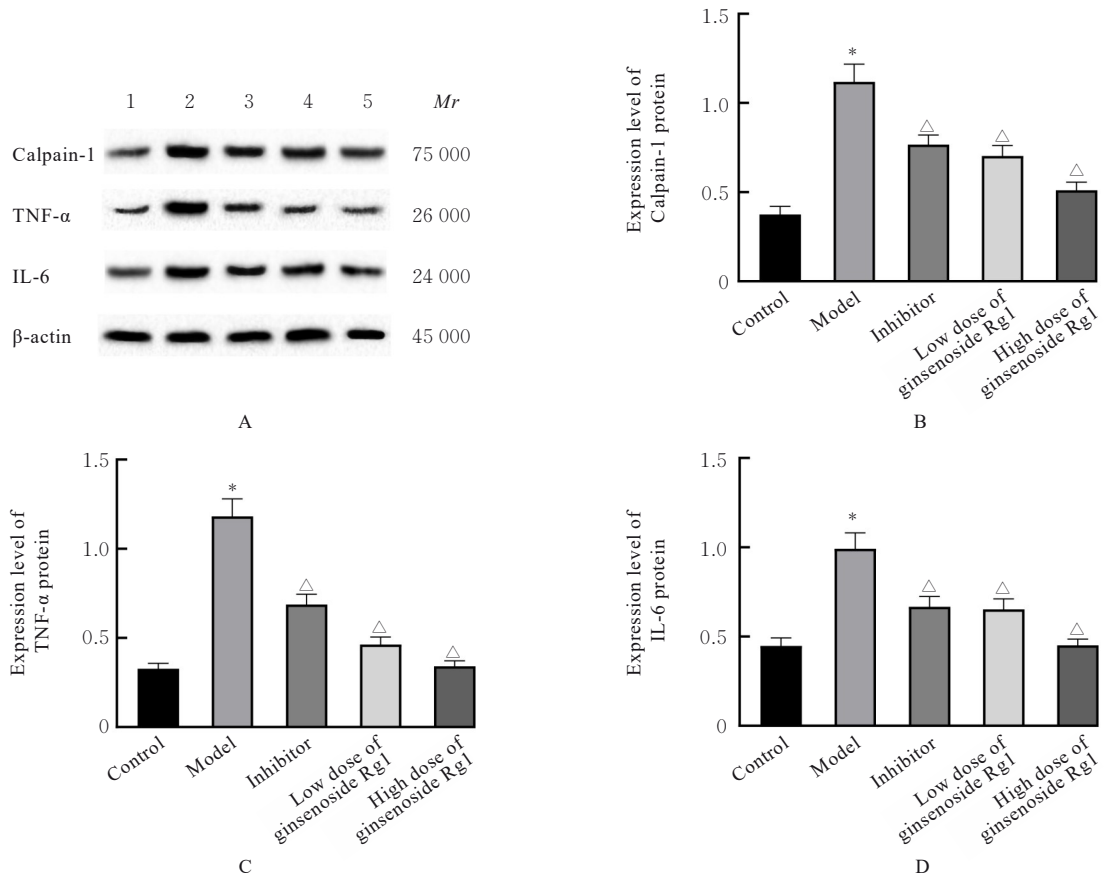 1 2 3 4 5 Mr
Calpain-1 75 000
TNF-α 26 000
IL-6 24 000
β-actin 45 000
A
Expression level of
Calpain-1 protein
1.5
1.0
0.5
0
*
△
△
△
Control
Model
Inhibitor
Low dose of
ginsenoside Rg1
High dose of
ginsenoside Rg1
B
Expression level of
TNF-α protein
1.5
1.0
0.5
0
*
△
△
△
Control
Model
Inhibitor
Low dose of
ginsenoside Rg1
High dose of
ginsenoside Rg1
C
Expression level of
IL-6 protein
1.5
1.0
0.5
0
*
△
△
△
Control
Model
Inhibitor
Low dose of
ginsenoside Rg1
High dose of
ginsenoside Rg1
D